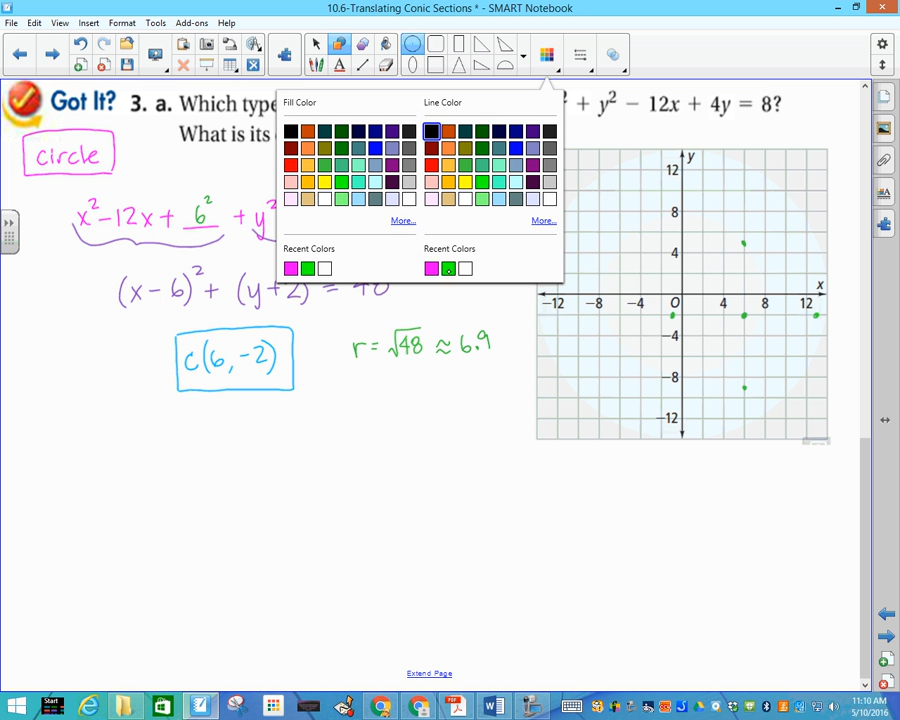 10.6-Translating Conic Sections * - SMART Notebook
File Edit View Insert Format Tools Add-ons Help
Fill Color Line Color
More... More...
Recent Colors Recent Colors
Got It? 3. a. Which type + y² − 12x + 4y = 8?
What is its
circle
x² − 12x + 6² + y²
(x − 6)² + (y + 2) = 48
C(6, −2)
r = √48 ≈ 6.9
y
12
8
4
x
−12 −8 −4 O 4 8 12
−4
−8
−12
Extend Page
Start
11:10 AM
5/10/2016